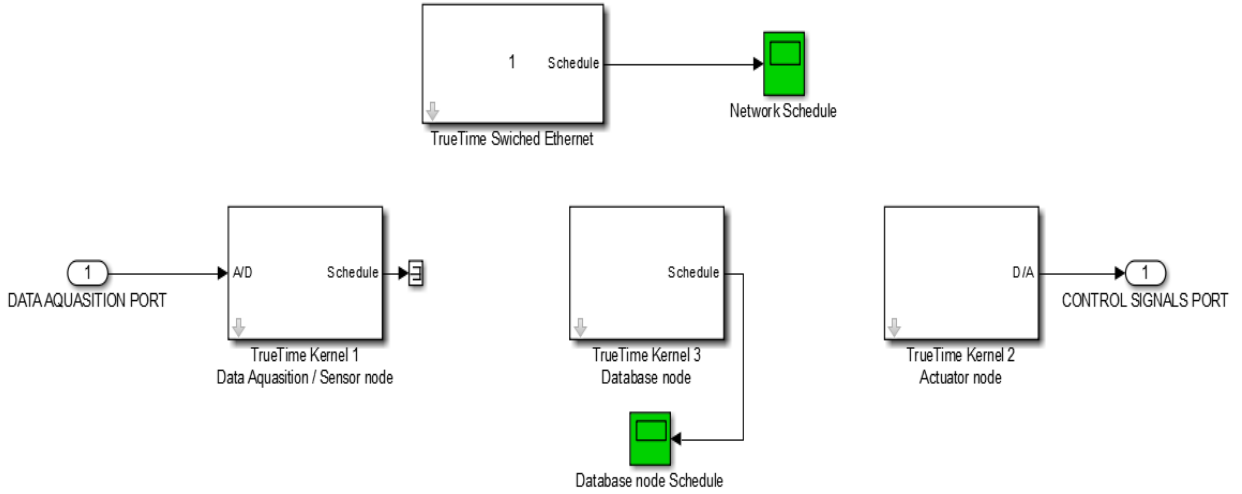 1
Schedule
Network Schedule
TrueTime Swiched Ethernet
1
DATA AQUASITION PORT
A/D
Schedule
TrueTime Kernel 1
Data Aquasition / Sensor node
Schedule
TrueTime Kernel 3
Database node
D/A
TrueTime Kernel 2
Actuator node
1
CONTROL SIGNALS PORT
Database node Schedule